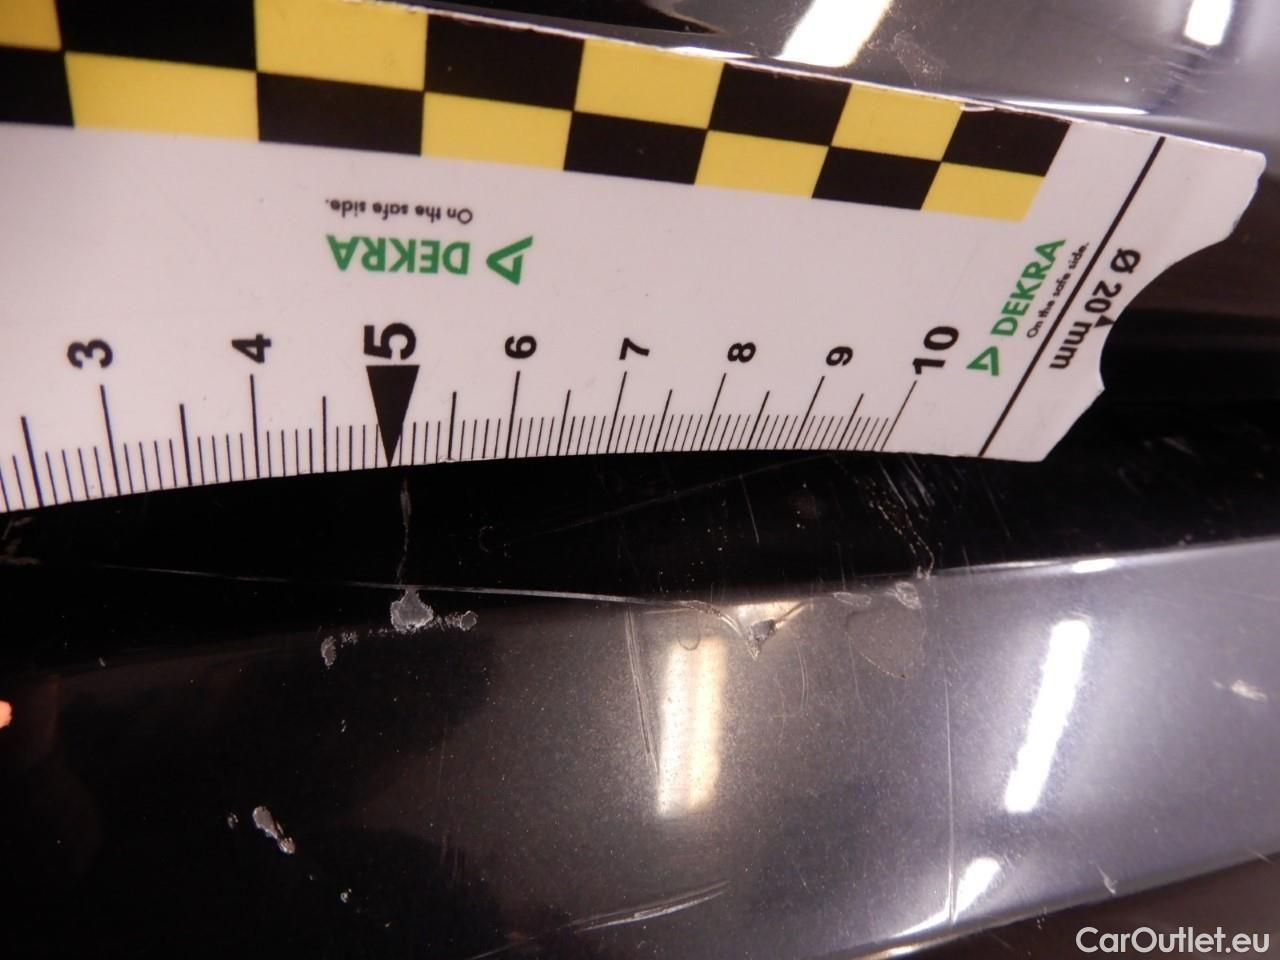 On the safe side.
DEKRA
3 4 5 6 7 8 9 10
DEKRA
On the safe side.
Ø 20 mm
CarOutlet.eu